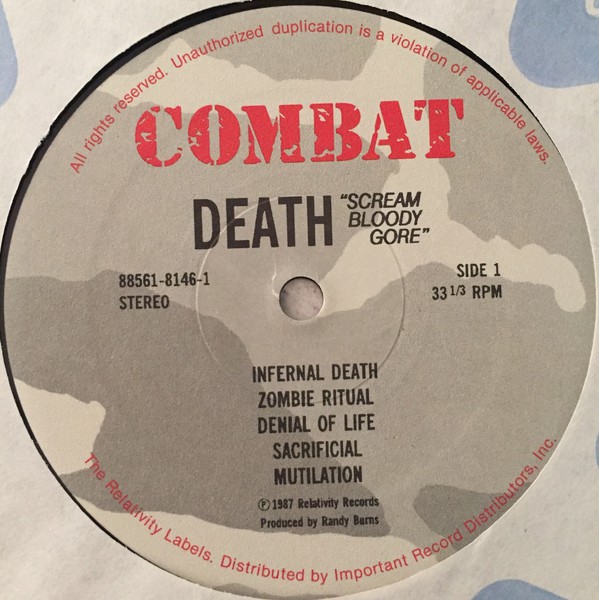 All rights reserved. Unauthorized duplication is a violation of applicable laws.
COMBAT
DEATH "SCREAM
BLOODY
GORE"
88561-8146-1
STEREO
SIDE 1
33 1/3 RPM
INFERNAL DEATH
ZOMBIE RITUAL
DENIAL OF LIFE
SACRIFICIAL
MUTILATION
℗ 1987 Relativity Records
Produced by Randy Burns
The Relativity Labels. Distributed by Important Record Distributors, Inc.